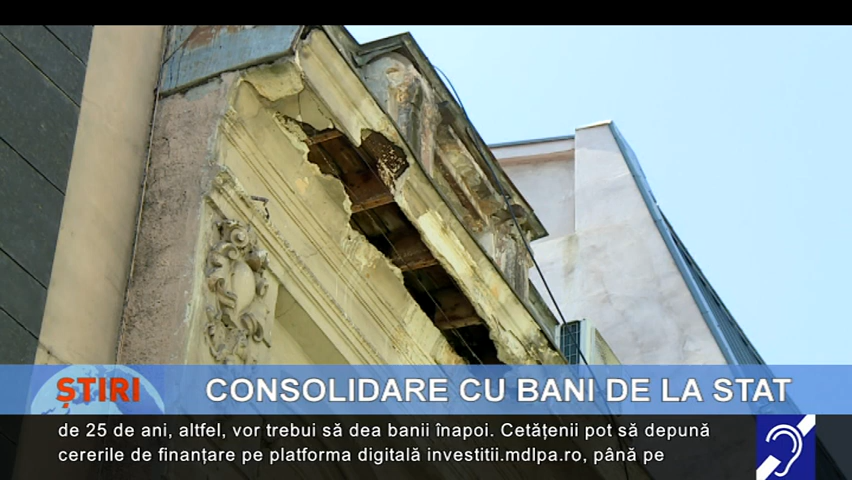 ȘTIRI
CONSOLIDARE CU BANI DE LA STAT
de 25 de ani, altfel, vor trebui să dea banii înapoi. Cetățenii pot să depună
cererile de finanțare pe platforma digitală investitii.mdlpa.ro, până pe